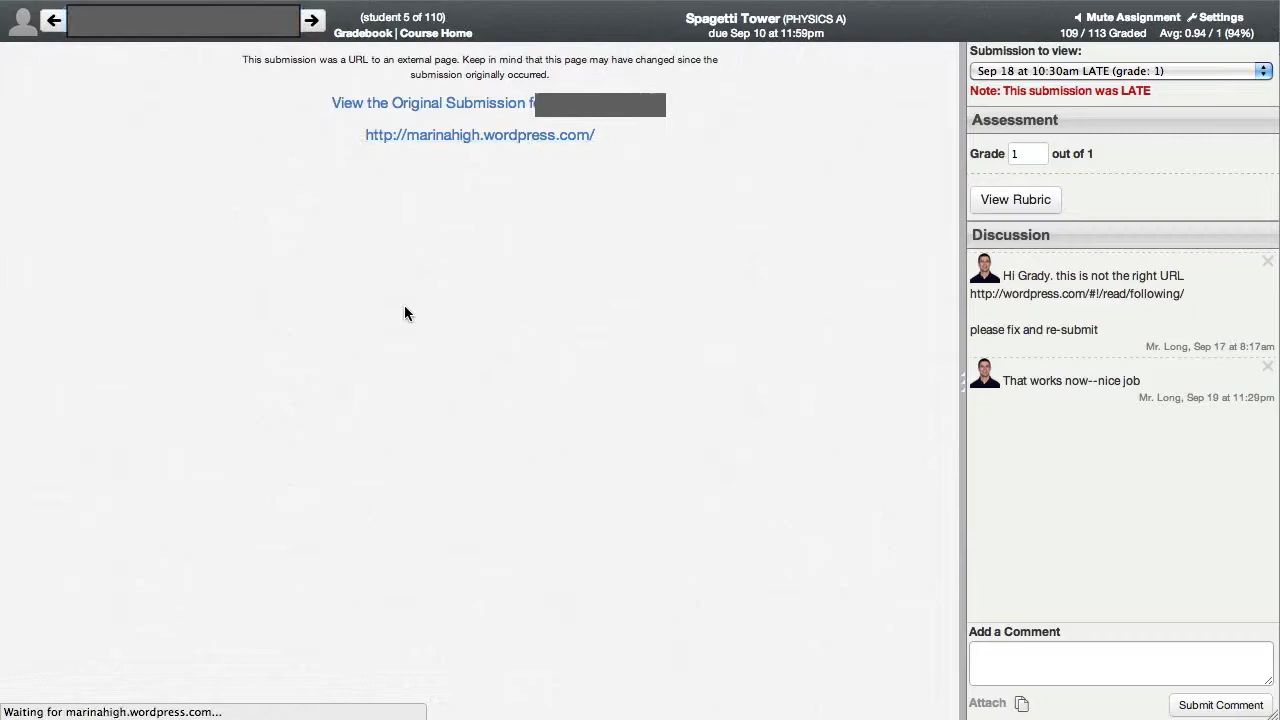 (student 5 of 110)
Gradebook | Course Home
Spagetti Tower (PHYSICS A)
due Sep 10 at 11:59pm
Mute Assignment Settings
109 / 113 Graded Avg: 0.94 / 1 (94%)
This submission was a URL to an external page. Keep in mind that this page may have changed since the
submission originally occurred.
View the Original Submission
http://marinahigh.wordpress.com/
Submission to view:
Sep 18 at 10:30am LATE (grade: 1)
Note: This submission was LATE
Assessment
Grade 1 out of 1
View Rubric
Discussion
Hi Grady. this is not the right URL
http://wordpress.com/#!/read/following/
please fix and re-submit
Mr. Long, Sep 17 at 8:17am
That works now--nice job
Mr. Long, Sep 19 at 11:29pm
Add a Comment
Attach
Submit Comment
Waiting for marinahigh.wordpress.com...